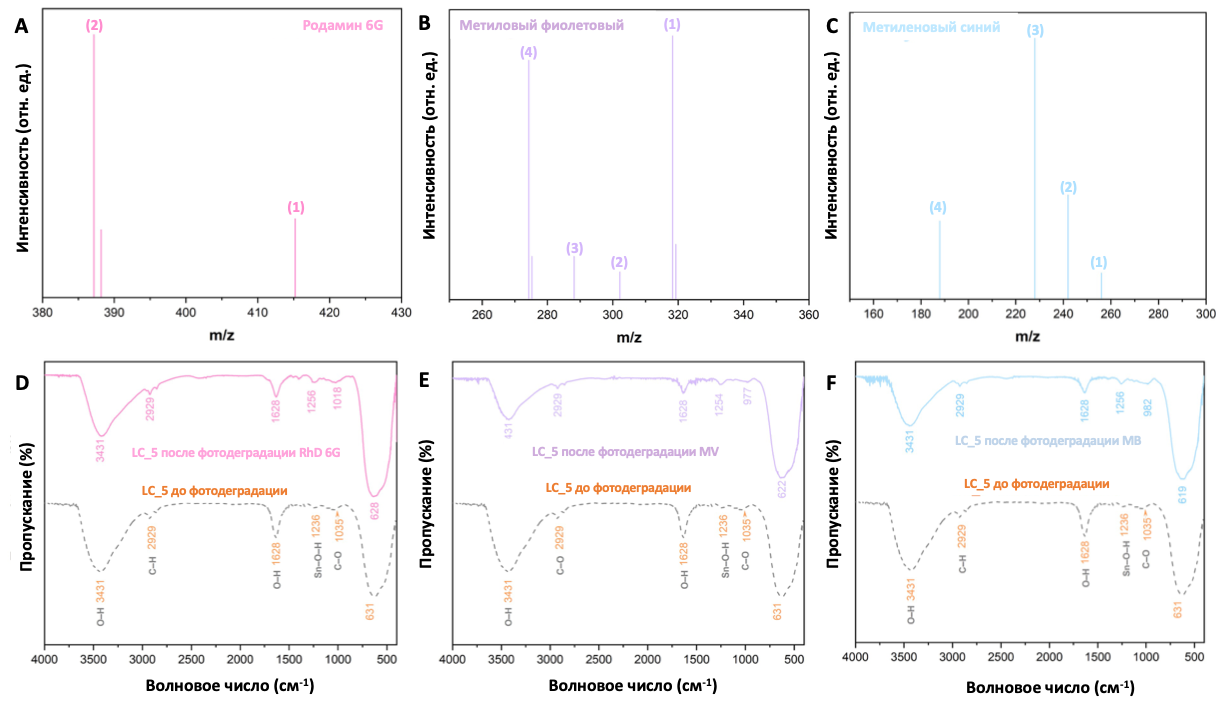 A
(2)
Родамин 6G
(1)
Интенсивность (отн. ед.)
380
390
400
410
420
430
m/z
B
Метиловый фиолетовый
(1)
(4)
(3)
(2)
Интенсивность (отн. ед.)
260
280
300
320
340
360
m/z
C
Метиленовый синий
(3)
(2)
(4)
(1)
Интенсивность (отн. ед.)
160
180
200
220
240
260
280
300
m/z
D
3431
2929
1628
1256
1018
628
LC_5 после фотодеградации RhD 6G
LC_5 до фотодеградации
O–H 3431
C–H 2929
O–H 1628
Sn–O–H 1236
C–O 1035
631
Пропускание (%)
4000
3500
3000
2500
2000
1500
1000
500
Волновое число (см-1)
E
431
2929
1628
1254
977
622
LC_5 после фотодеградации MV
LC_5 до фотодеградации
O–H 3431
C–O 2929
O–H 1628
Sn–O–H 1236
C–O 1035
631
Пропускание (%)
4000
3500
3000
2500
2000
1500
1000
500
Волновое число (см-1)
F
3431
2929
1628
1256
982
619
LC_5 после фотодеградации MB
LC_5 до фотодеградации
O–H 3431
C–H 2929
O–H 1628
Sn–O–H 1236
C–O 1035
631
Пропускание (%)
4000
3500
3000
2500
2000
1500
1000
500
Волновое число (см-1)